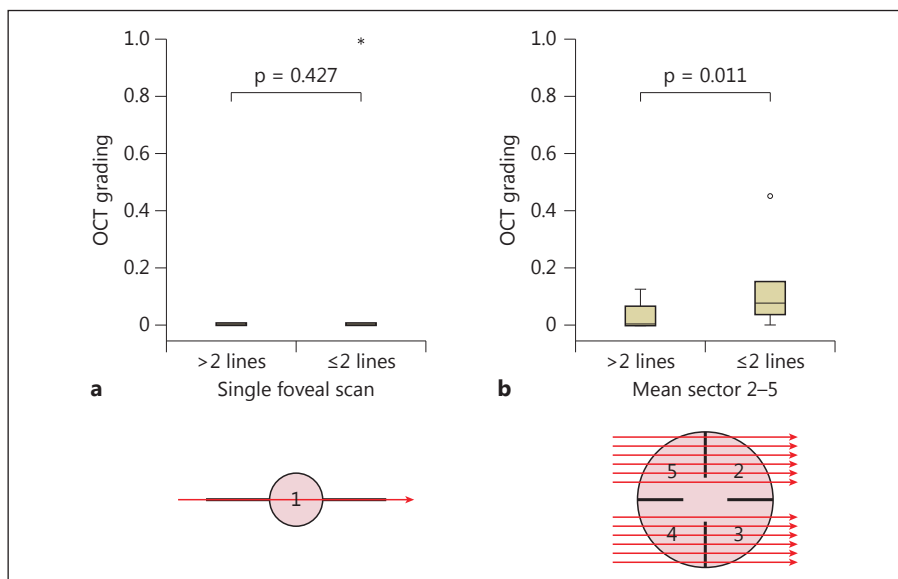 1.0
0.8
0.6
0.4
0.2
0
OCT grading
*
p = 0.427
>2 lines ≤2 lines
a Single foveal scan
1
1.0
0.8
0.6
0.4
0.2
0
OCT grading
p = 0.011
>2 lines ≤2 lines
b Mean sector 2–5
5 2
4 3